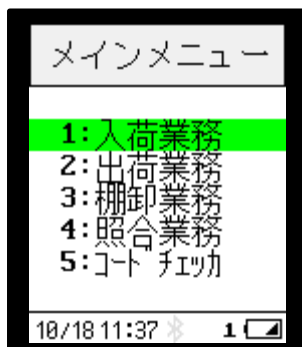 メインメニュー
1:入荷業務
2:出荷業務
3:棚卸業務
4:照合業務
5:コードチェッカ
10/18 11:37 1